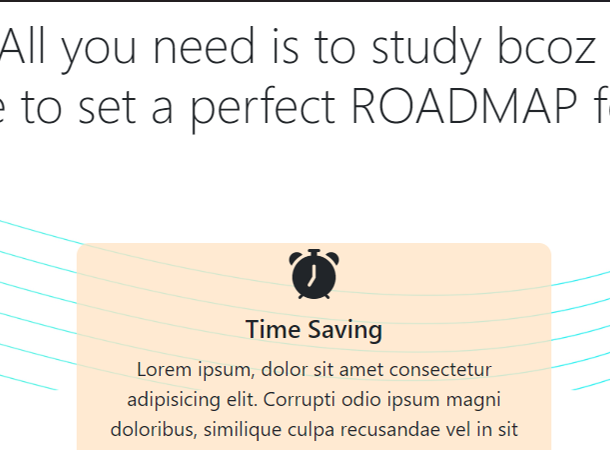 All you need is to study bcoz
to set a perfect ROADMAP
Time Saving
Lorem ipsum, dolor sit amet consectetur
adipisicing elit. Corrupti odio ipsum magni
doloribus, similique culpa recusandae vel in sit